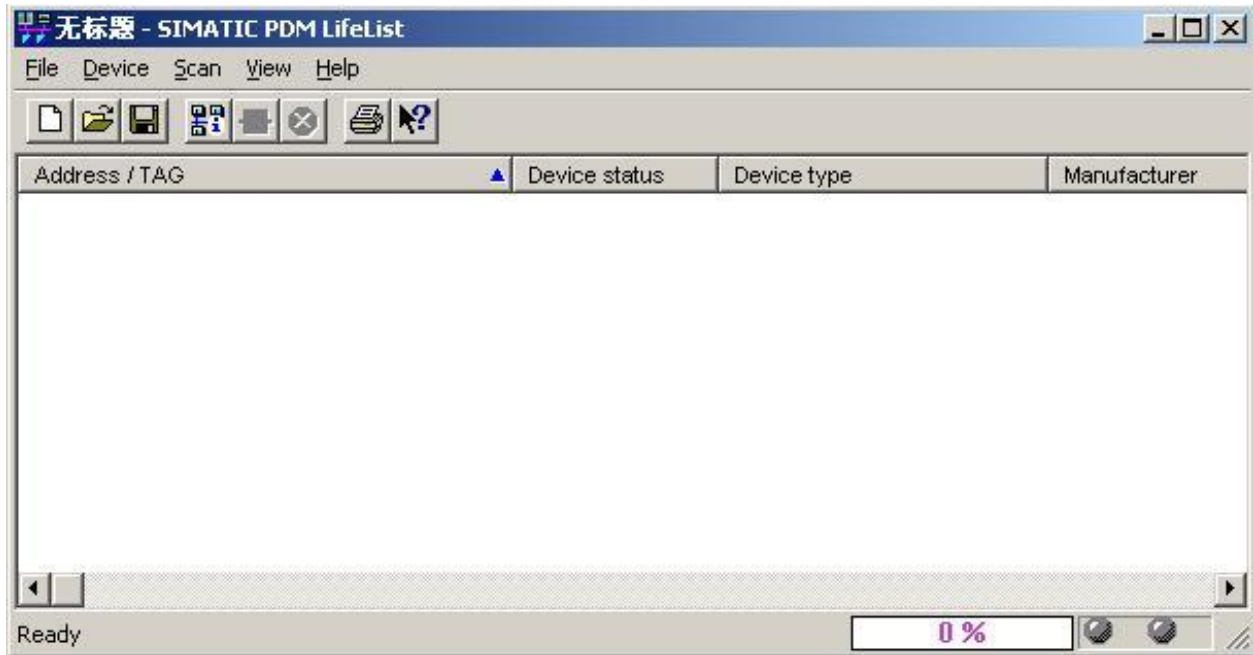 无标题 - SIMATIC PDM LifeList
File Device Scan View Help
Address / TAG Device status Device type Manufacturer
Ready 0 %